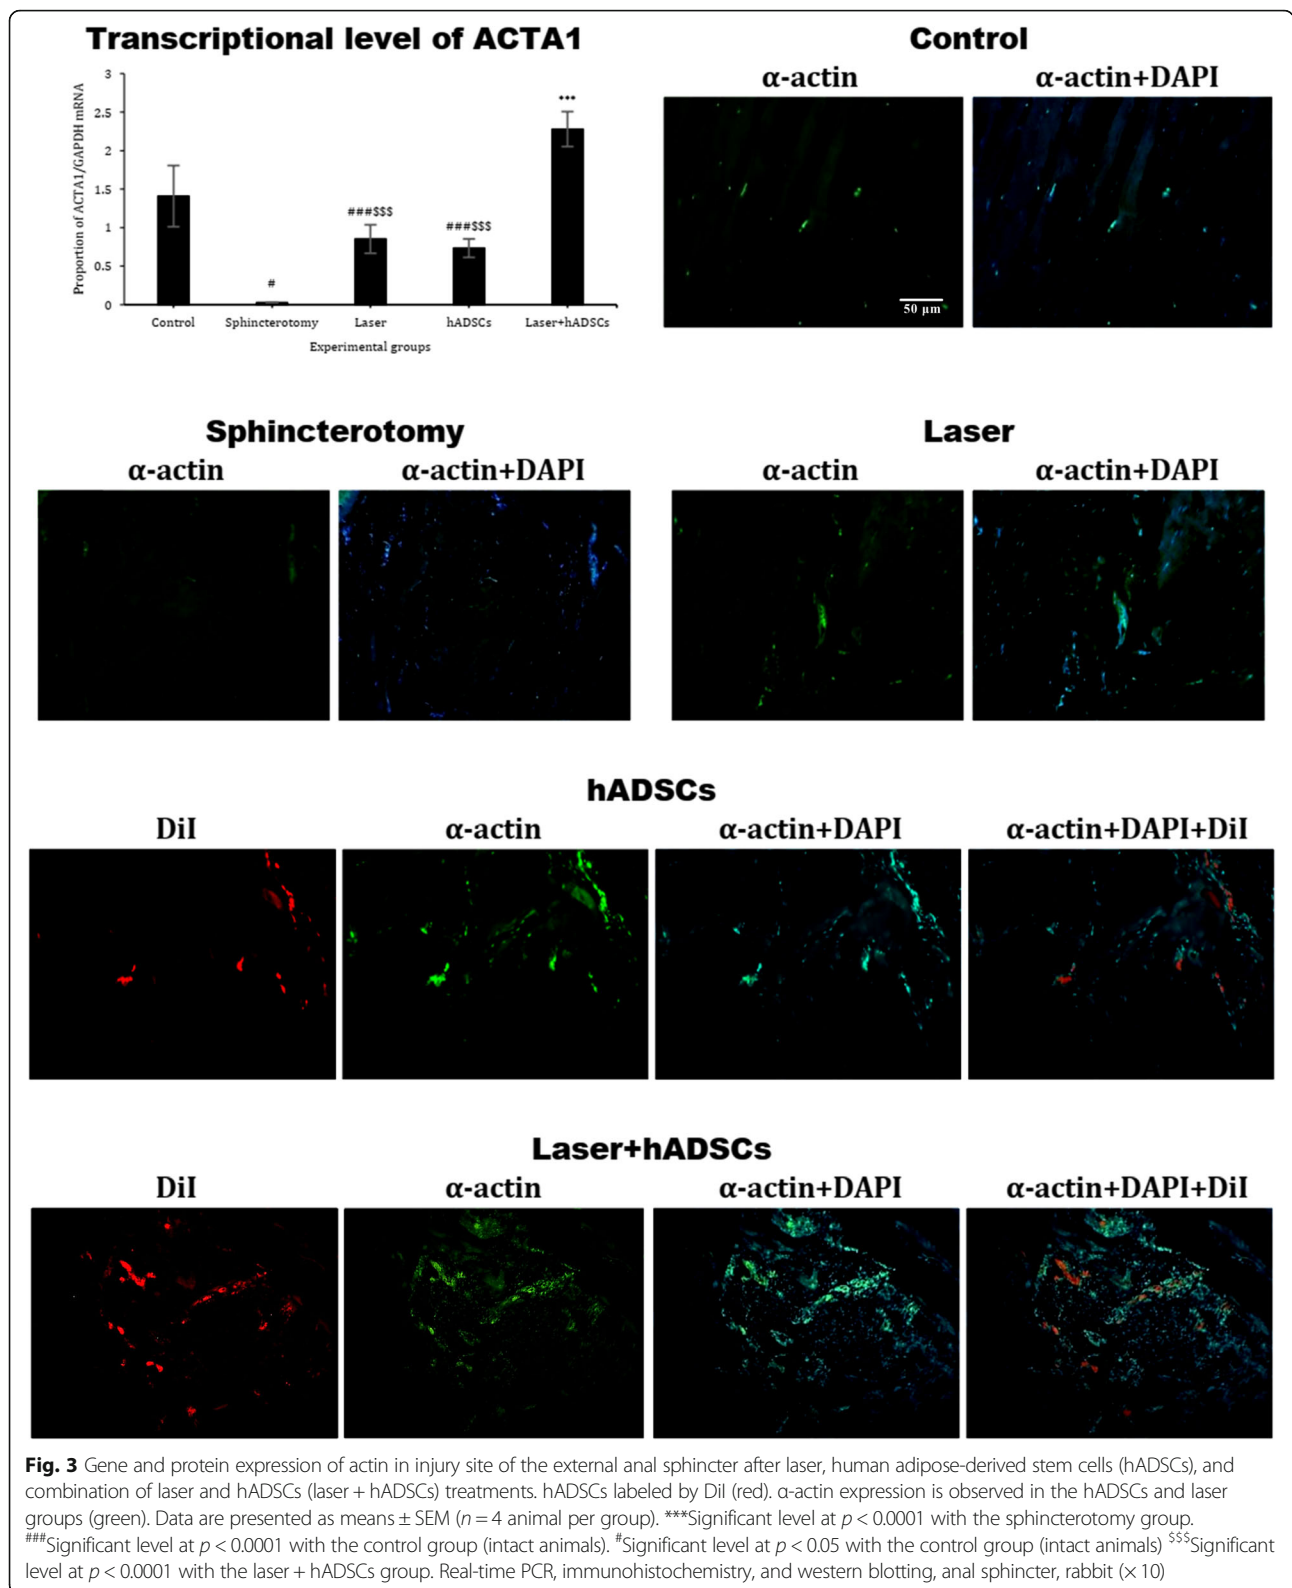 Transcriptional level of ACTA1
3
2.5
2
1.5
1
0.5
0
Proportion of ACTA1/GAPDH mRNA
#
###$$$
###$$$
***
Control Sphincterotomy Laser hADSCs Laser+hADSCs
Experimental groups
Control
α-actin α-actin+DAPI
50 µm
Sphincterotomy
α-actin α-actin+DAPI
Laser
α-actin α-actin+DAPI
hADSCs
DiI α-actin α-actin+DAPI α-actin+DAPI+DiI
Laser+hADSCs
DiI α-actin α-actin+DAPI α-actin+DAPI+DiI
Fig. 3 Gene and protein expression of actin in injury site of the external anal sphincter after laser, human adipose-derived stem cells (hADSCs), and
combination of laser and hADSCs (laser + hADSCs) treatments. hADSCs labeled by DiI (red). α-actin expression is observed in the hADSCs and laser
groups (green). Data are presented as means ± SEM (n = 4 animal per group). ***Significant level at p < 0.0001 with the sphincterotomy group.
###Significant level at p < 0.0001 with the control group (intact animals). #Significant level at p < 0.05 with the control group (intact animals) $$$Significant
level at p < 0.0001 with the laser + hADSCs group. Real-time PCR, immunohistochemistry, and western blotting, anal sphincter, rabbit (× 10)